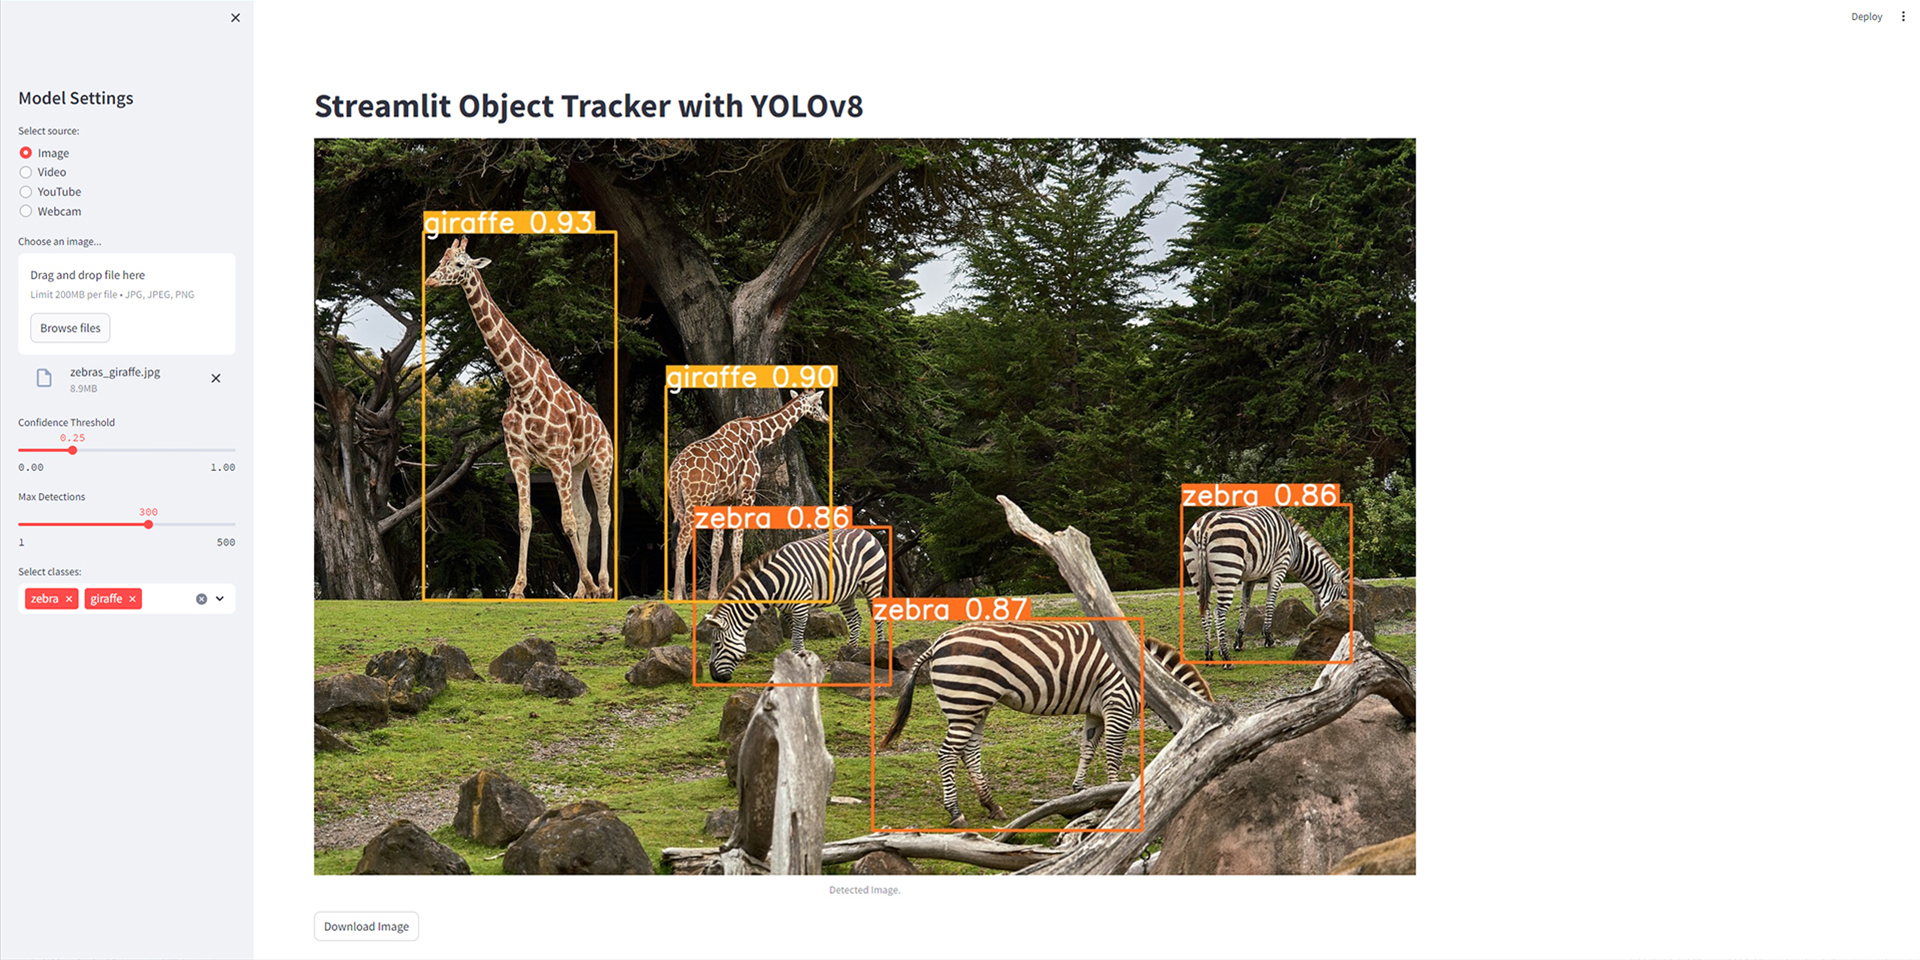 Deploy
Model Settings
Select source:
Image
Video
YouTube
Webcam
Choose an image...
Drag and drop file here
Limit 200MB per file • JPG, JPEG, PNG
Browse files
zebras_giraffe.jpg
8.9MB
Confidence Threshold
0.25
0.00 1.00
Max Detections
300
1 500
Select classes:
zebra giraffe
Streamlit Object Tracker with YOLOv8
giraffe 0.93
giraffe 0.90
zebra 0.86
zebra 0.86
zebra 0.87
Detected Image.
Download Image